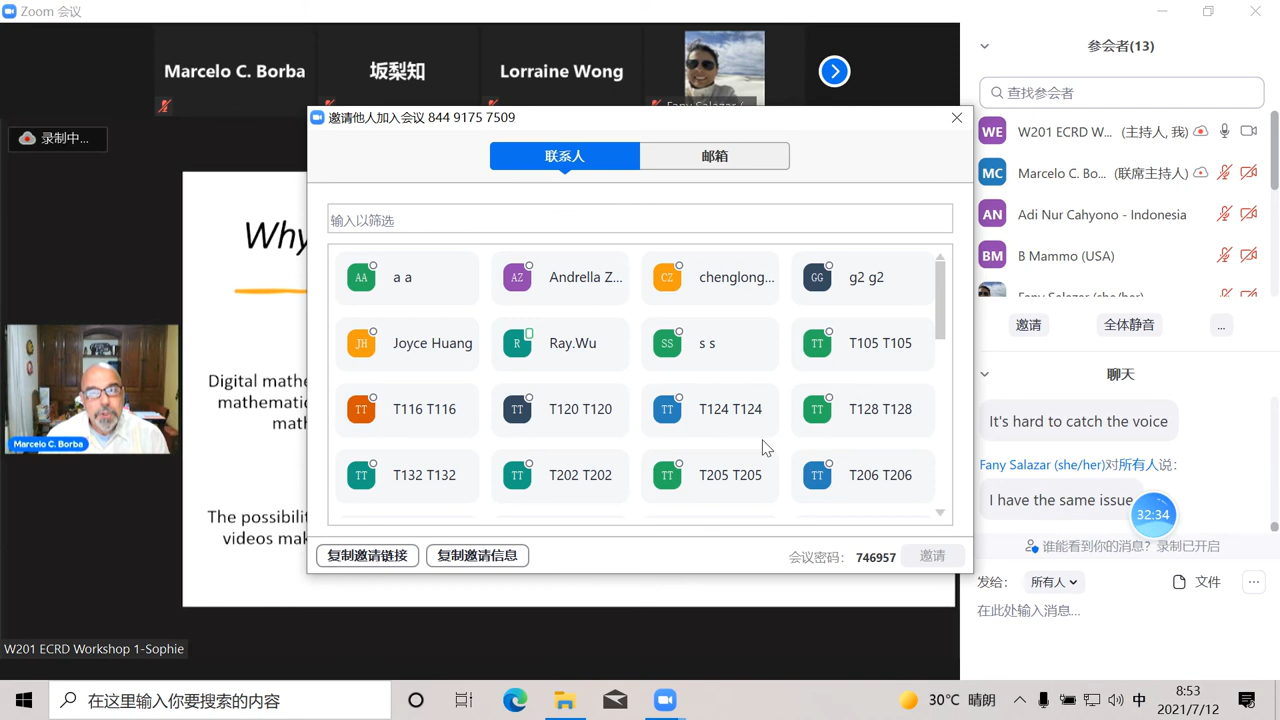 Zoom 会议
Marcelo C. Borba
坂梨知
Lorraine Wong
Fany Salazar (
录制中...
邀请他人加入会议 844 9175 7509
联系人
邮箱
输入以筛选
AA a a
AZ Andrella Z...
CZ chenglong...
GG g2 g2
JH Joyce Huang
R Ray.Wu
SS s s
TT T105 T105
TT T116 T116
TT T120 T120
TT T124 T124
TT T128 T128
TT T132 T132
TT T202 T202
TT T205 T205
TT T206 T206
复制邀请链接
复制邀请信息
会议密码: 746957
邀请
Why
Digital mathe
mathematic
mat
The possibilit
videos mak
Marcelo C. Borba
W201 ECRD Workshop 1-Sophie
参会者(13)
查找参会者
WE W201 ECRD W... (主持人, 我)
MC Marcelo C. Bo... (联席主持人)
AN Adi Nur Cahyono - Indonesia
BM B Mammo (USA)
Fany Salazar (she/her)
邀请
全体静音
...
聊天
It's hard to catch the voice
Fany Salazar (she/her)对所有人说:
I have the same issue
32:34
谁能看到你的消息? 录制已开启
发给: 所有人
文件
...
在此处输入消息...
在这里输入你要搜索的内容
30°C 晴朗
中
8:53
2021/7/12